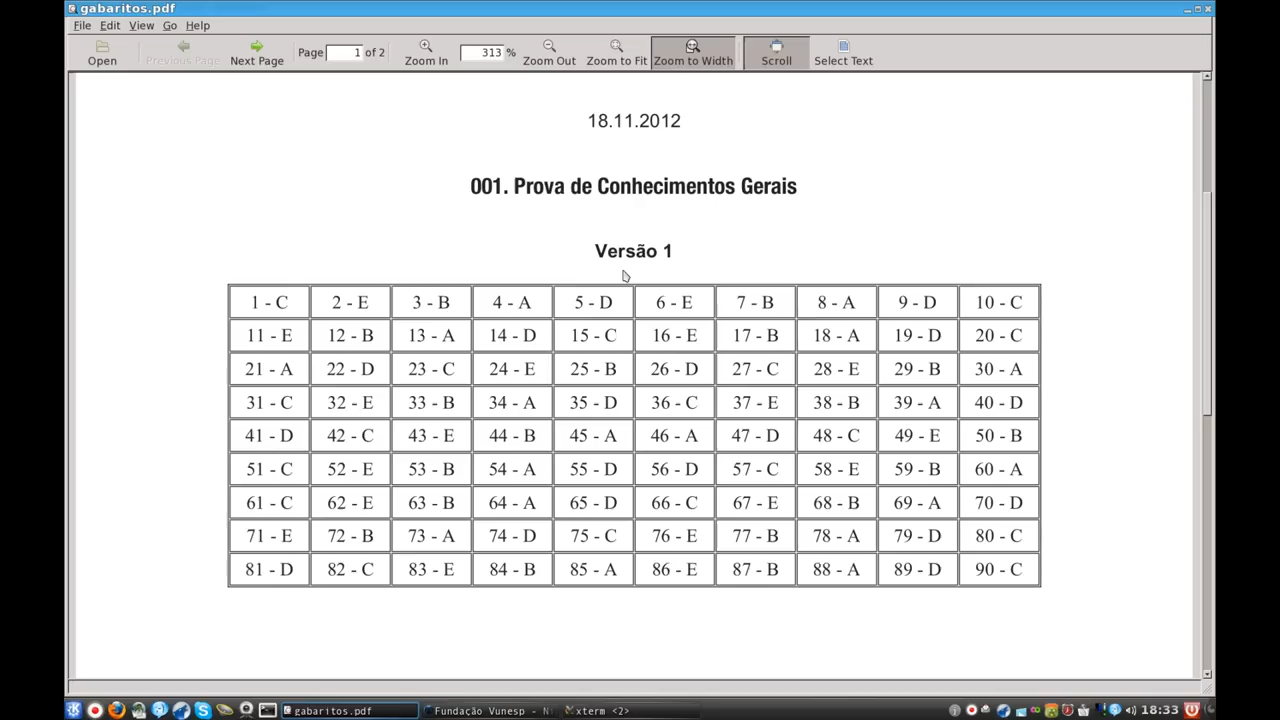 gabaritos.pdf
File Edit View Go Help
Open Previous Page Next Page Page 1 of 2 Zoom In 313 % Zoom Out Zoom to Fit Zoom to Width Scroll Select Text
18.11.2012
001. Prova de Conhecimentos Gerais
Versão 1
1 - C 2 - E 3 - B 4 - A 5 - D 6 - E 7 - B 8 - A 9 - D 10 - C
11 - E 12 - B 13 - A 14 - D 15 - C 16 - E 17 - B 18 - A 19 - D 20 - C
21 - A 22 - D 23 - C 24 - E 25 - B 26 - D 27 - C 28 - E 29 - B 30 - A
31 - C 32 - E 33 - B 34 - A 35 - D 36 - C 37 - E 38 - B 39 - A 40 - D
41 - D 42 - C 43 - E 44 - B 45 - A 46 - A 47 - D 48 - C 49 - E 50 - B
51 - C 52 - E 53 - B 54 - A 55 - D 56 - D 57 - C 58 - E 59 - B 60 - A
61 - C 62 - E 63 - B 64 - A 65 - D 66 - C 67 - E 68 - B 69 - A 70 - D
71 - E 72 - B 73 - A 74 - D 75 - C 76 - E 77 - B 78 - A 79 - D 80 - C
81 - D 82 - C 83 - E 84 - B 85 - A 86 - E 87 - B 88 - A 89 - D 90 - C
gabaritos.pdf Fundação Vunesp - xterm <2> 18:33